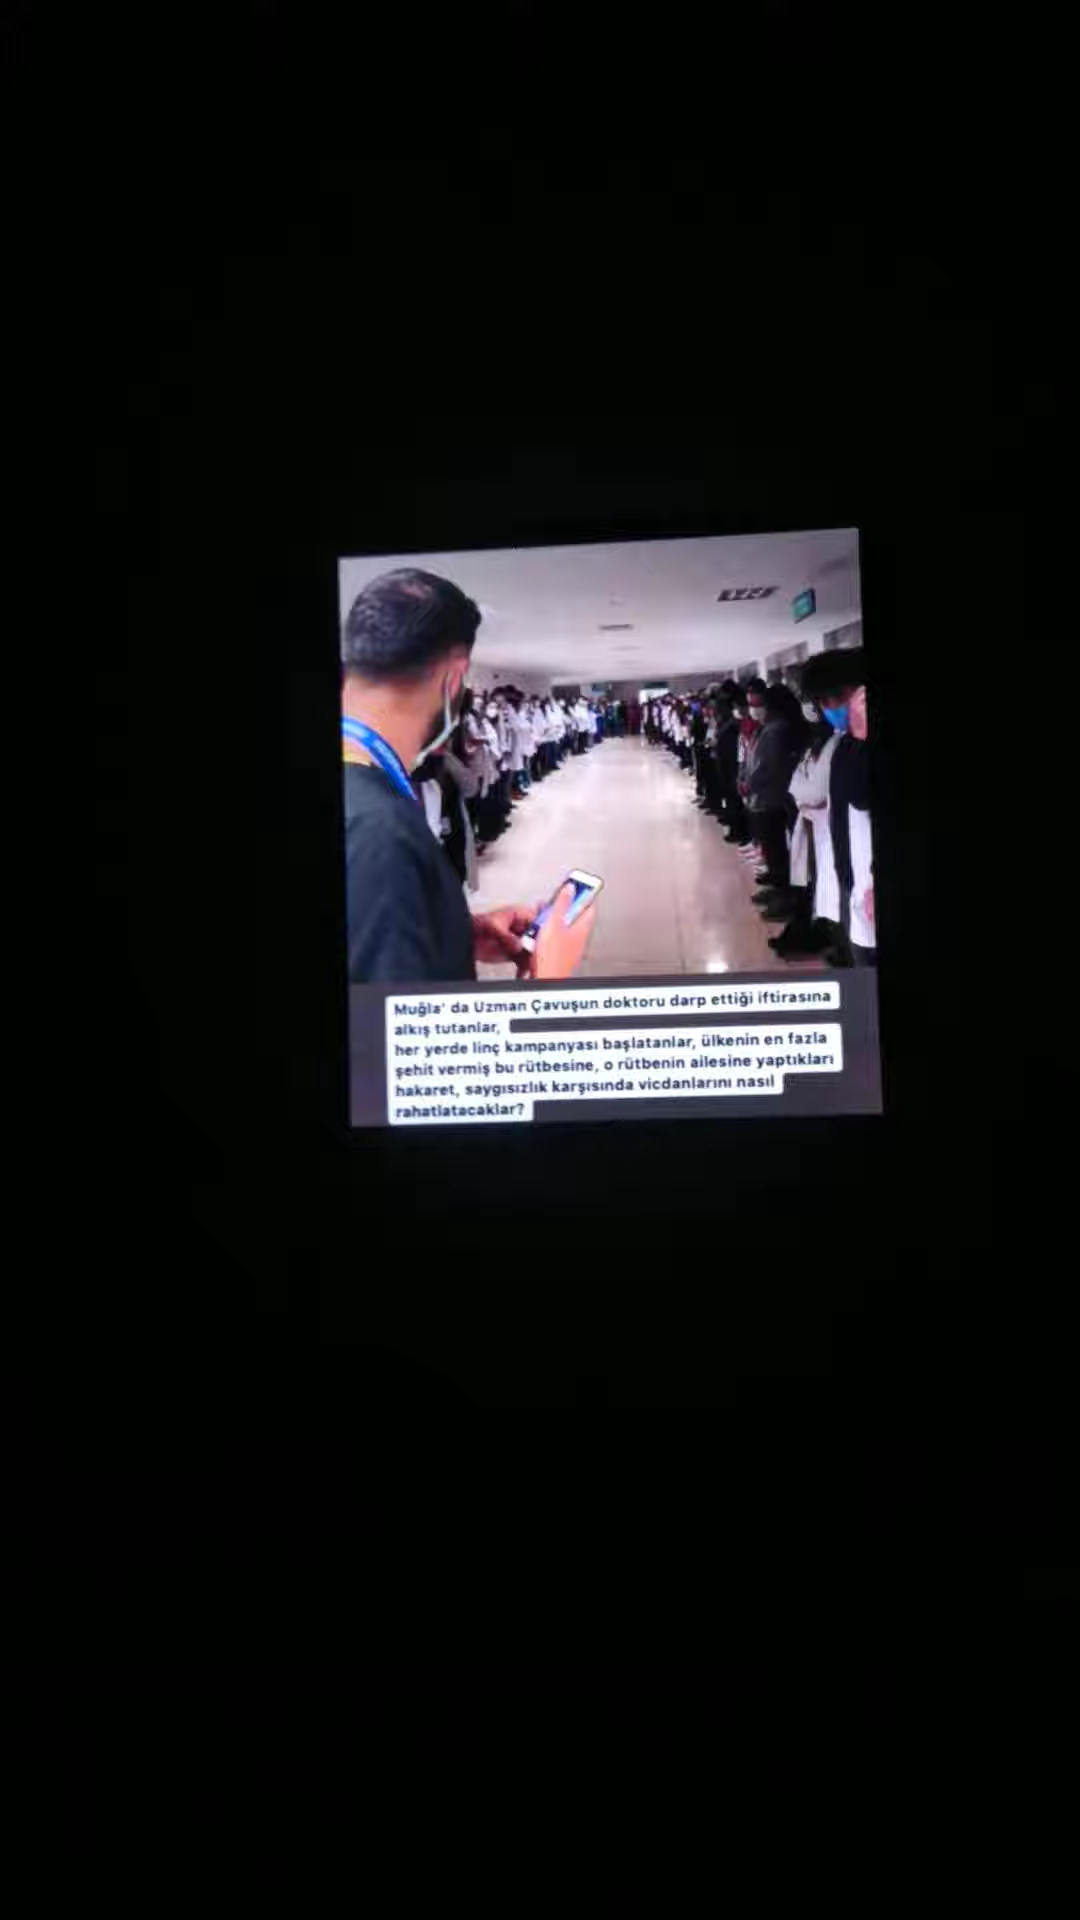 Muğla' da Uzman Çavuşun doktoru darp ettiği iftirasına
alkış tutanlar,
her yerde linç kampanyası başlatanlar, ülkenin en fazla
şehit vermiş bu rütbesine, o rütbenin ailesine yaptıkları
hakaret, saygısızlık karşısında vicdanlarını nasıl
rahatlatacaklar?